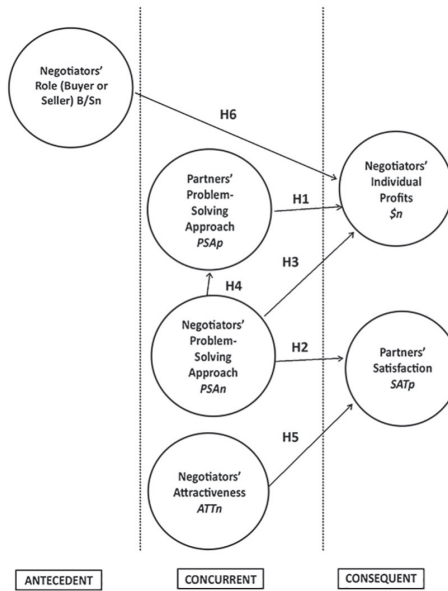 Negotiators'
Role (Buyer or
Seller) B/Sn
H6
Negotiators'
Individual
Profits
$n
Partners'
Problem-
Solving
Approach
PSAp
H1
H3
H4
Negotiators'
Problem-
Solving
Approach
PSAn
H2
Partners'
Satisfaction
SATp
H5
Negotiators'
Attractiveness
ATTn
ANTECEDENT
CONCURRENT
CONSEQUENT